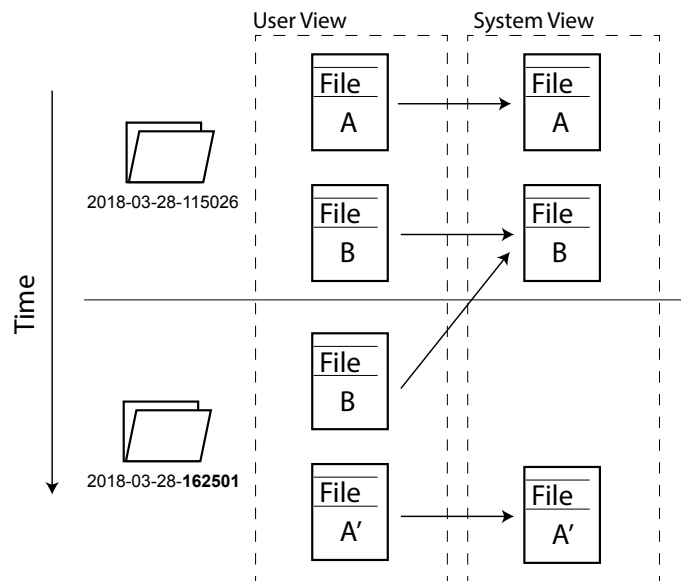 User View
System View
File
A
File
A
2018-03-28-115026
File
B
File
B
Time
File
B
2018-03-28-162501
File
A'
File
A'